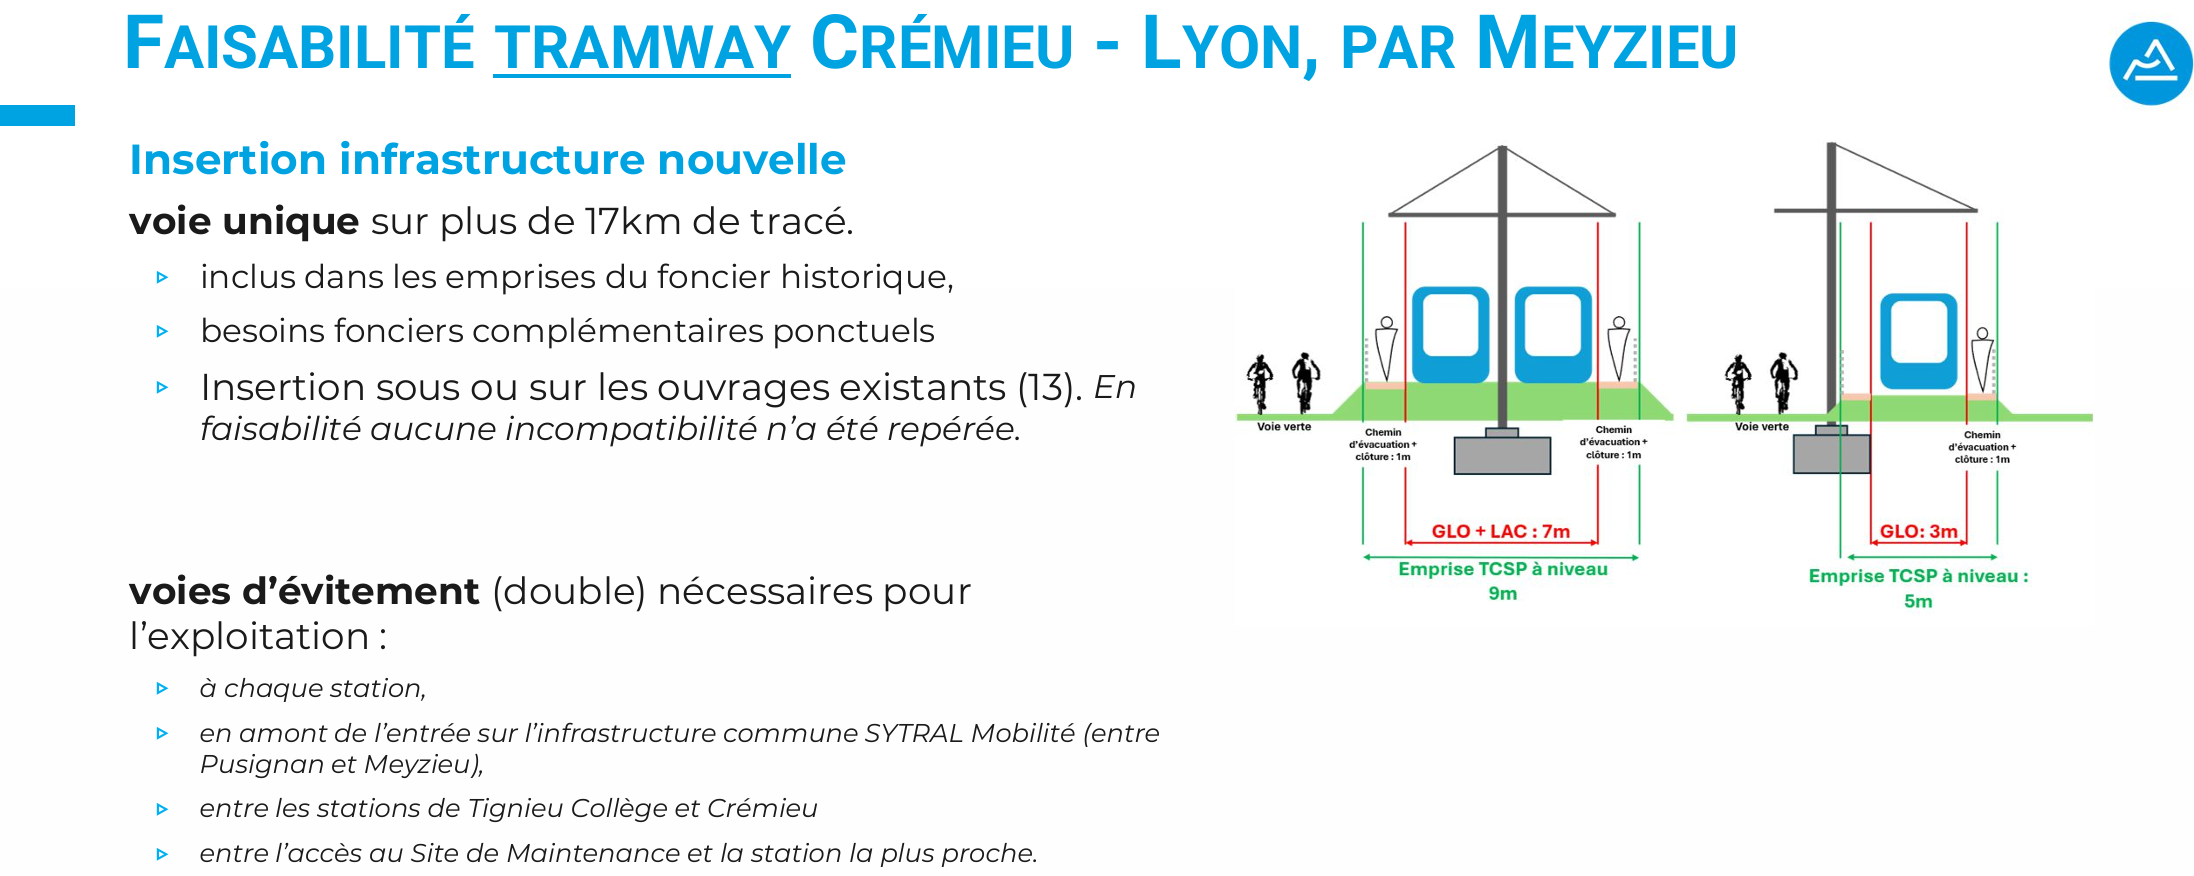 FAISABILITÉ TRAMWAY CRÉMIEU - LYON, PAR MEYZIEU
Insertion infrastructure nouvelle
voie unique sur plus de 17km de tracé.
inclus dans les emprises du foncier historique,
besoins fonciers complémentaires ponctuels
Insertion sous ou sur les ouvrages existants (13). En
faisabilité aucune incompatibilité n’a été repérée.
voies d’évitement (double) nécessaires pour
l’exploitation :
à chaque station,
en amont de l’entrée sur l’infrastructure commune SYTRAL Mobilité (entre
Pusignan et Meyzieu),
entre les stations de Tignieu Collège et Crémieu
entre l’accès au Site de Maintenance et la station la plus proche.
Voie verte
Chemin
d'évacuation +
clôture : 1m
Chemin
d'évacuation +
clôture : 1m
GLO + LAC : 7m
Emprise TCSP à niveau
9m
Voie verte
Chemin
d'évacuation +
clôture : 1m
GLO: 3m
Emprise TCSP à niveau :
5m